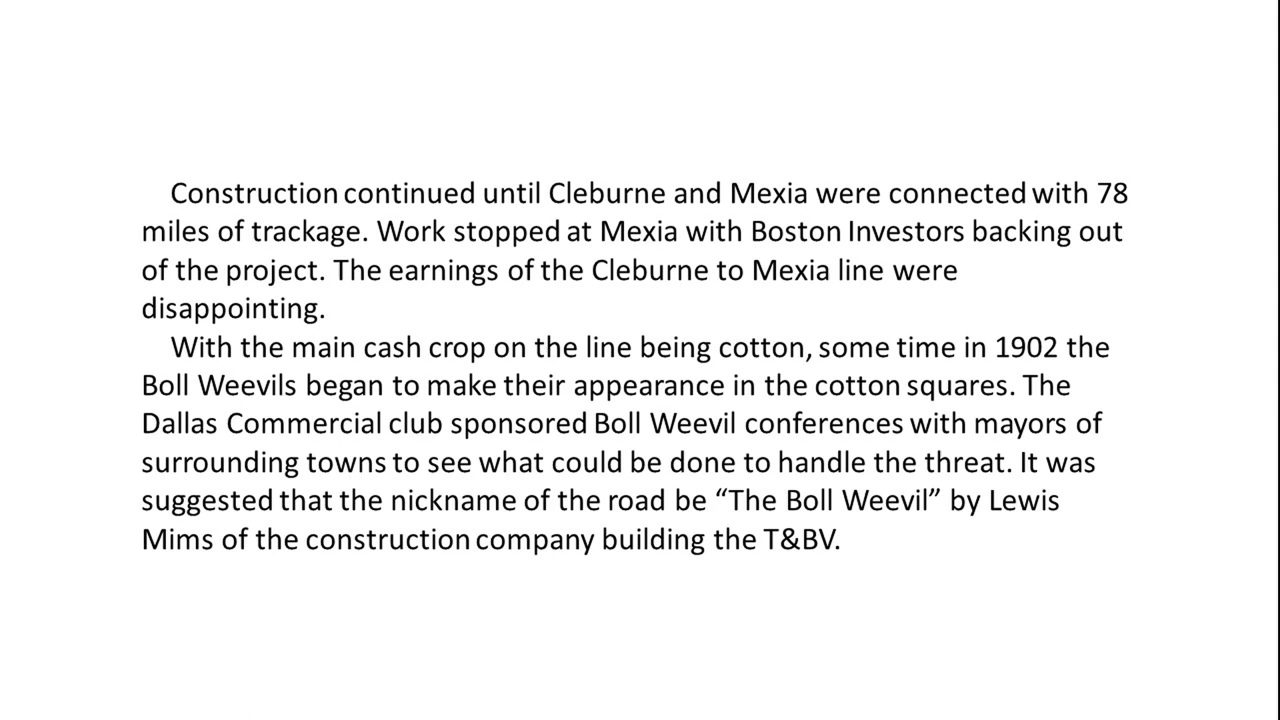 Construction continued until Cleburne and Mexia were connected with 78
miles of trackage. Work stopped at Mexia with Boston Investors backing out
of the project. The earnings of the Cleburne to Mexia line were
disappointing.
With the main cash crop on the line being cotton, some time in 1902 the
Boll Weevils began to make their appearance in the cotton squares. The
Dallas Commercial club sponsored Boll Weevil conferences with mayors of
surrounding towns to see what could be done to handle the threat. It was
suggested that the nickname of the road be “The Boll Weevil” by Lewis
Mims of the construction company building the T&BV.